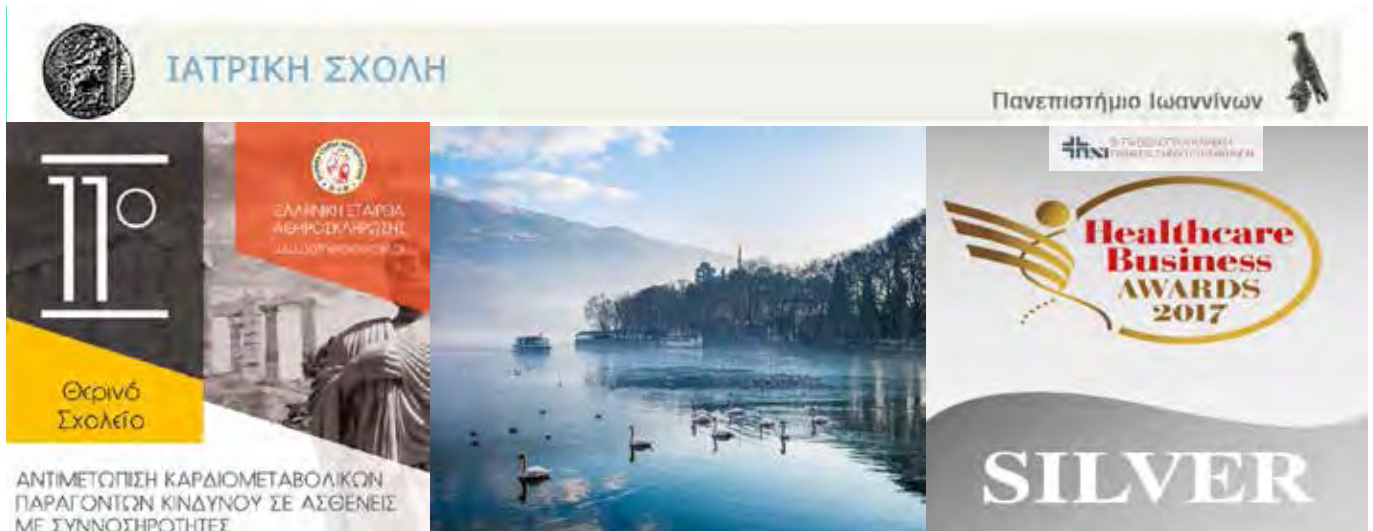 ΙΑΤΡΙΚΗ ΣΧΟΛΗ
Πανεπιστήμιο Ιωαννίνων
11º
ΕΛΛΗΝΙΚΗ ΕΤΑΙΡΕΙΑ
ΑΘΗΡΟΣΚΛΗΡΩΣΗΣ
Θερινό
Σχολείο
ΑΝΤΙΜΕΤΩΠΙΣΗ ΚΑΡΔΙΟΜΕΤΑΒΟΛΙΚΩΝ
ΠΑΡΑΓΟΝΤΩΝ ΚΙΝΔΥΝΟΥ ΣΕ ΑΣΘΕΝΕΙΣ
ΜΕ ΣΥΝΝΟΣΗΡΟΤΗΤΕΣ
Healthcare
Business
AWARDS
2017
SILVER